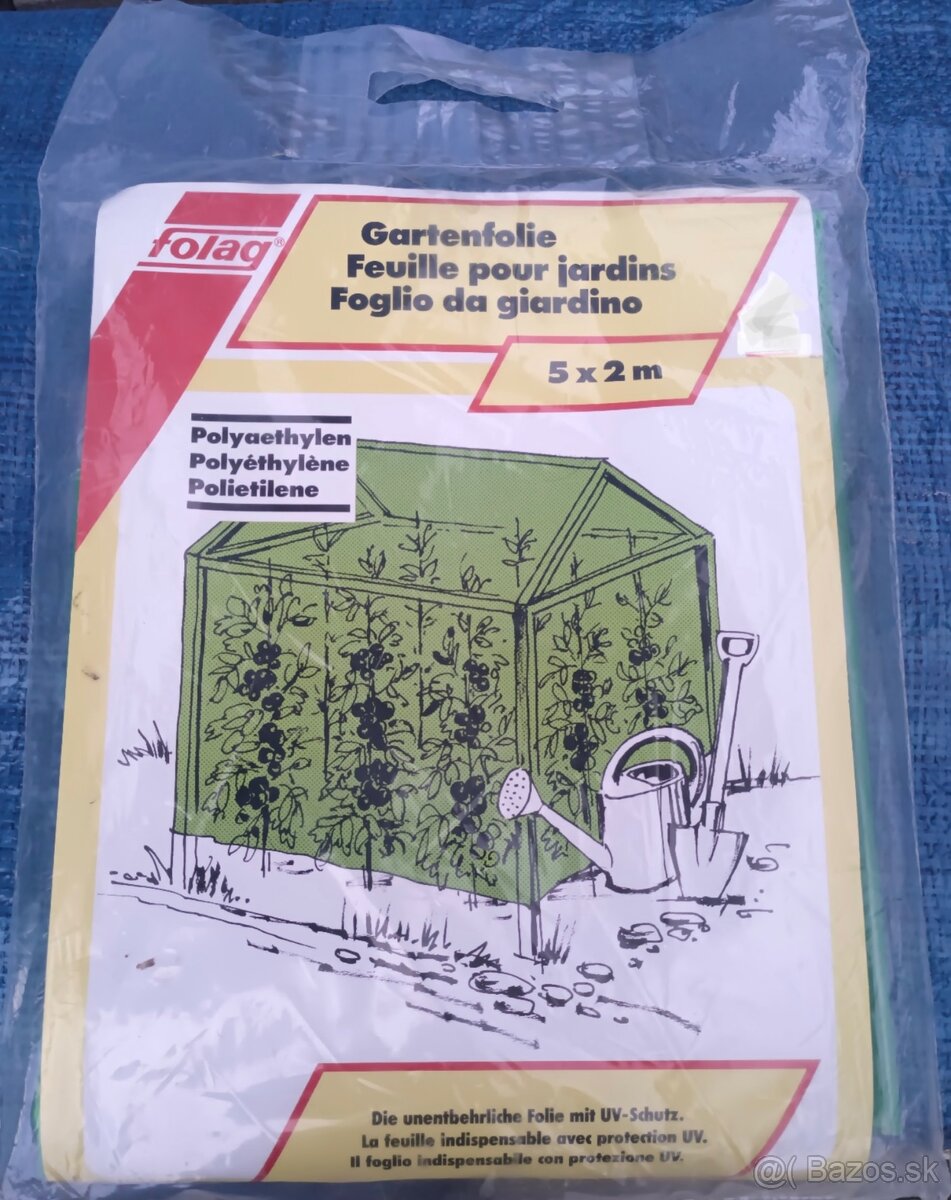 folag®
Gartenfolie
Feuille pour jardins
Foglio da giardino
5 x 2 m
Polyaethylen
Polyéthylène
Polietilene
Die unentbehrliche Folie mit UV-Schutz.
La feuille indispensable avec protection UV.
Il foglio indispensabile con protezione UV.
@( Bazos.sk